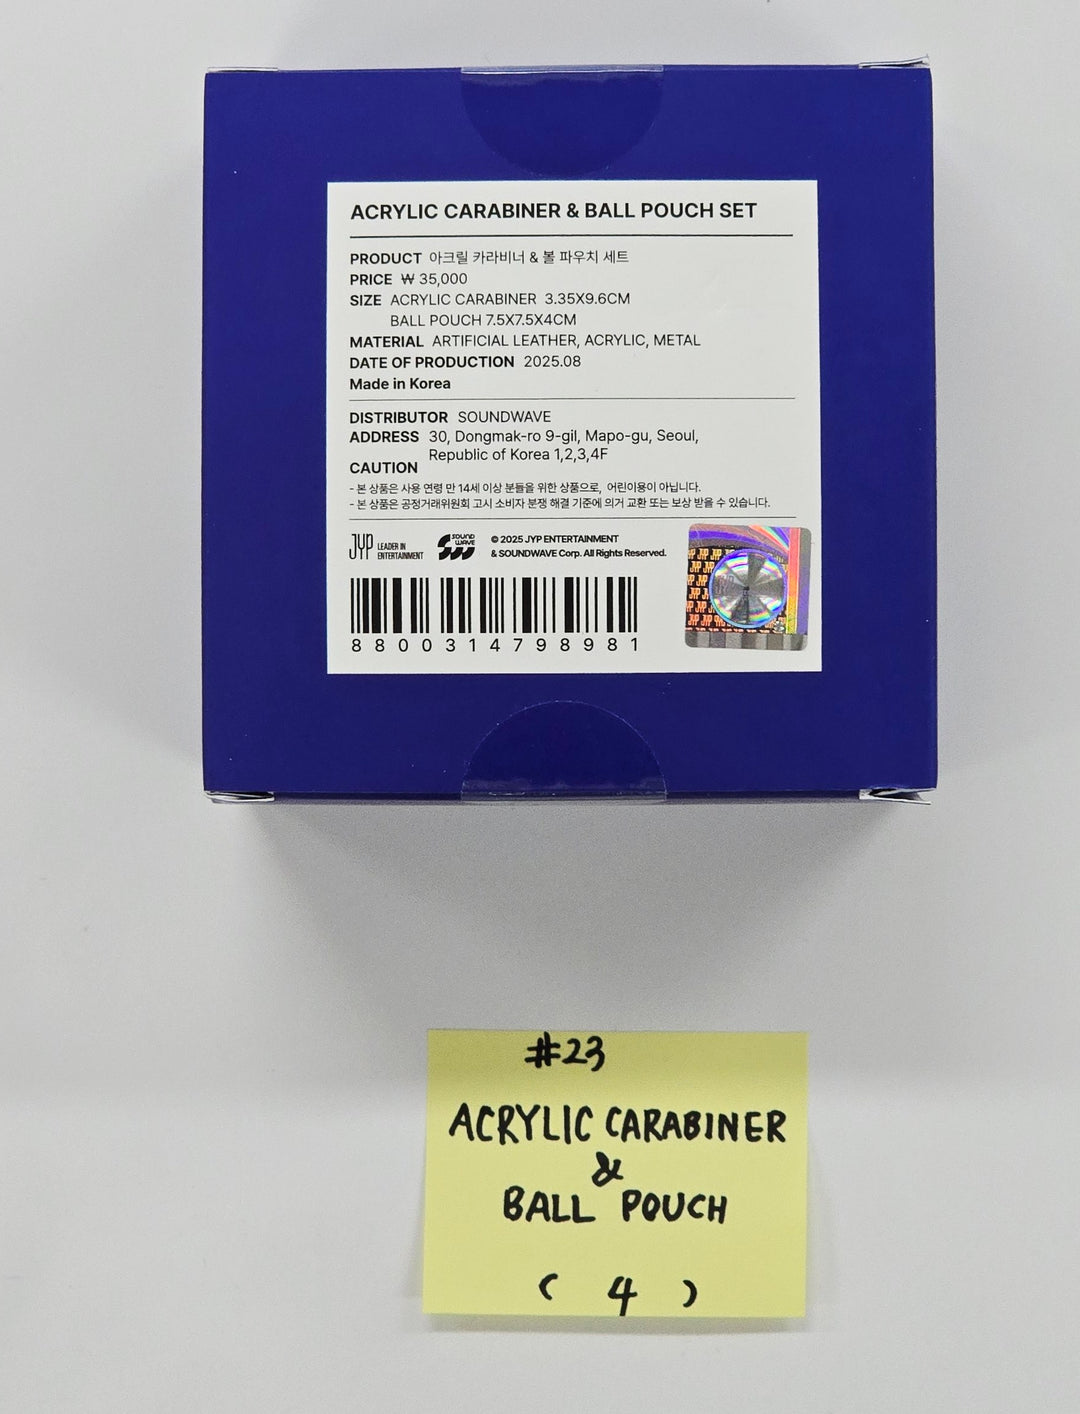 ACRYLIC CARABINER & BALL POUCH SET
PRODUCT 아크릴 카라비너 & 볼 파우치 세트
PRICE ₩ 35,000
SIZE ACRYLIC CARABINER 3.35X9.6CM
BALL POUCH 7.5X7.5X4CM
MATERIAL ARTIFICIAL LEATHER, ACRYLIC, METAL
DATE OF PRODUCTION 2025.08
Made in Korea
DISTRIBUTOR SOUNDWAVE
ADDRESS 30, Dongmak-ro 9-gil, Mapo-gu, Seoul,
Republic of Korea 1,2,3,4F
CAUTION
- 본 상품은 사용 연령 만 14세 이상 분들을 위한 상품으로, 어린이용이 아닙니다.
- 본 상품은 공정거래위원회 고시 소비자 분쟁 해결 기준에 의거 교환 또는 보상 받을 수 있습니다.
JYP LEADER IN ENTERTAINMENT
SOUND WAVE
© 2025 JYP ENTERTAINMENT
& SOUNDWAVE Corp. All Rights Reserved.
8800314798981
#23
ACRYLIC CARABINER
&
BALL POUCH
( 4 )